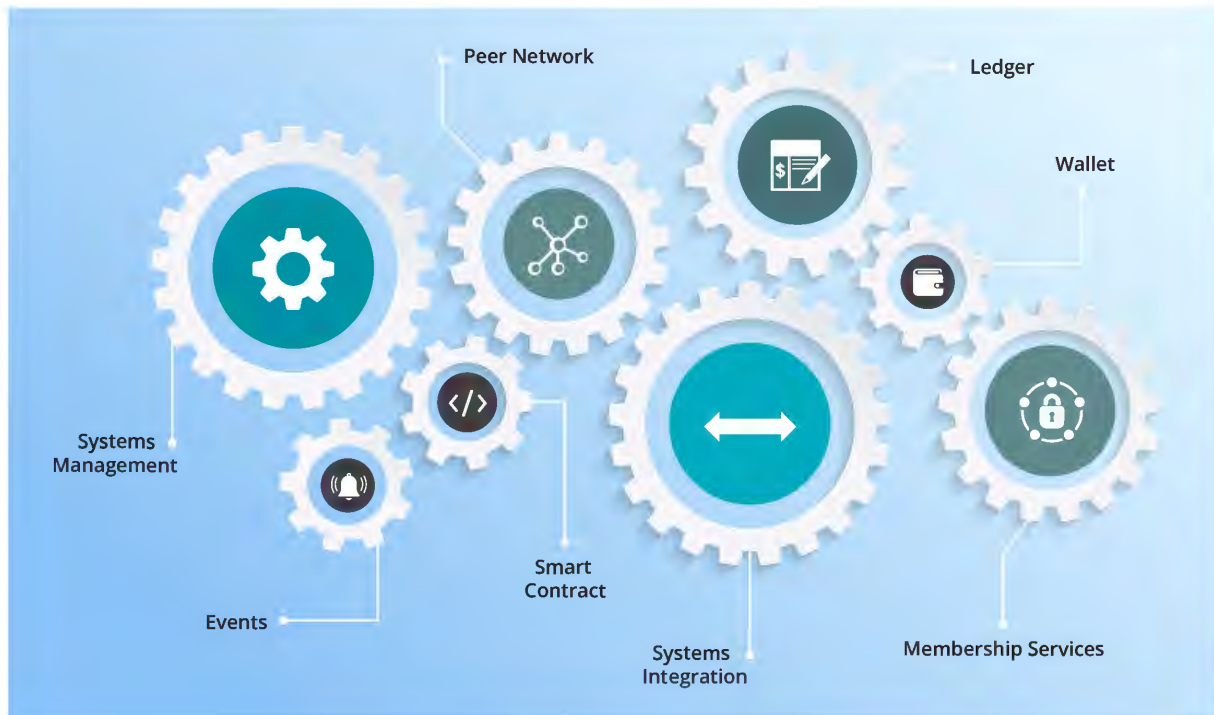 Peer Network
Ledger
Wallet
$
</>
Systems
Management
Smart
Contract
Events
Systems
Integration
Membership Services